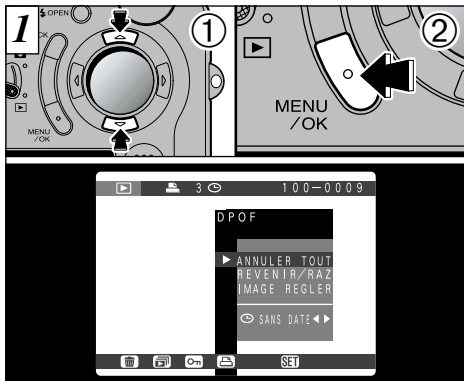 1
① ②
OPEN
MENU
/OK
MENU
/OK
3 100-0009
DPOF
ANNULER TOUT
REVENIR/RAZ
IMAGE REGLER
SANS DATE
SET